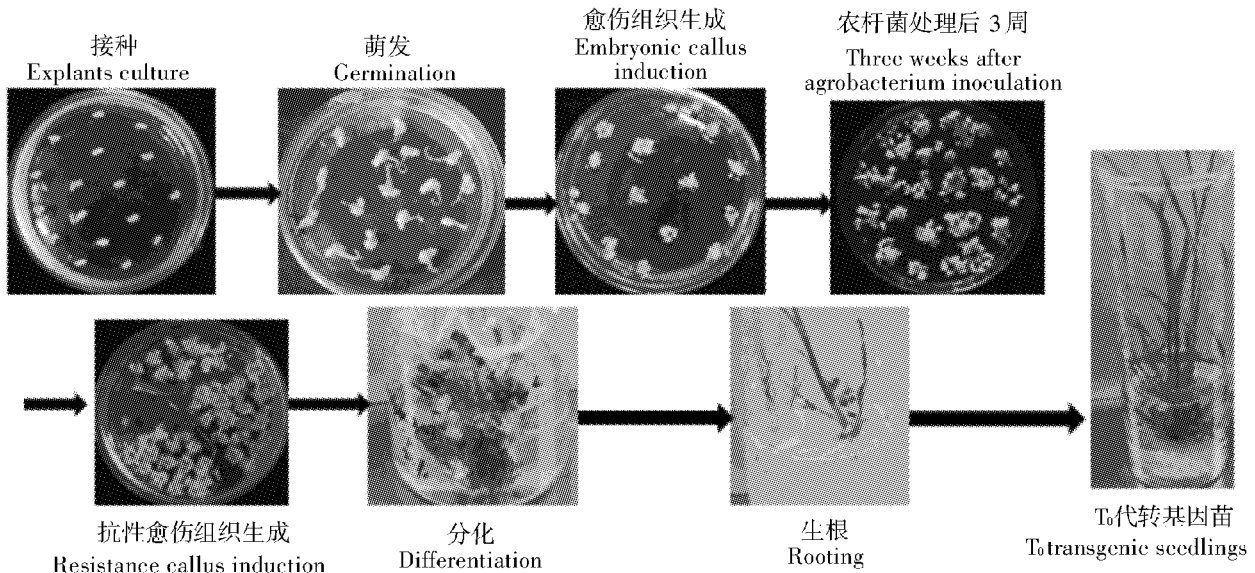 接种
Explants culture
萌发
Germination
愈伤组织生成
Embryonic callus
induction
农杆菌处理后 3 周
Three weeks after
agrobacterium inoculation
抗性愈伤组织生成
Resistance callus induction
分化
Differentiation
生根
Rooting
T₀代转基因苗
T₀transgenic seedlings